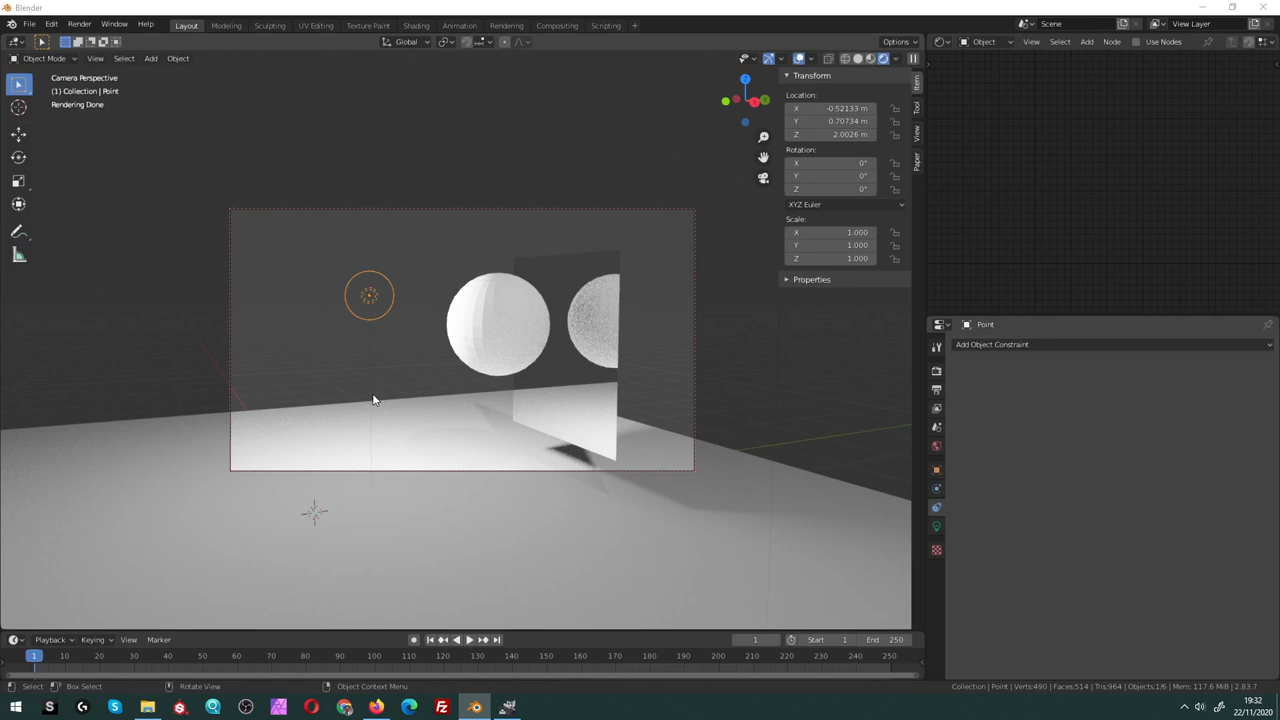 Blender
File Edit Render Window Help Layout Modeling Sculpting UV Editing Texture Paint Shading Animation Rendering Compositing Scripting + Scene View Layer
Global Options Object View Select Add Node Use Nodes
Object Mode View Select Add Object
Camera Perspective
(1) Collection | Point
Rendering Done
Transform
Location:
X -0.52133 m
Y 0.70734 m
Z 2.0026 m
Rotation:
X 0°
Y 0°
Z 0°
XYZ Euler
Scale:
X 1.000
Y 1.000
Z 1.000
Properties
Item
Tool
View
Paper
Z
X
Y
Point
Add Object Constraint
Playback Keying View Marker 1 Start 1 End 250
1 10 20 30 40 50 60 70 80 90 100 110 120 130 140 150 160 170 180 190 200 210 220 230 240 250
Select Box Select Rotate View Object Context Menu Collection | Point | Verts:490 | Faces:514 | Tris:964 | Objects:1/6 | Mem: 117.6 MiB | 2.83.7
19:32
22/11/2020